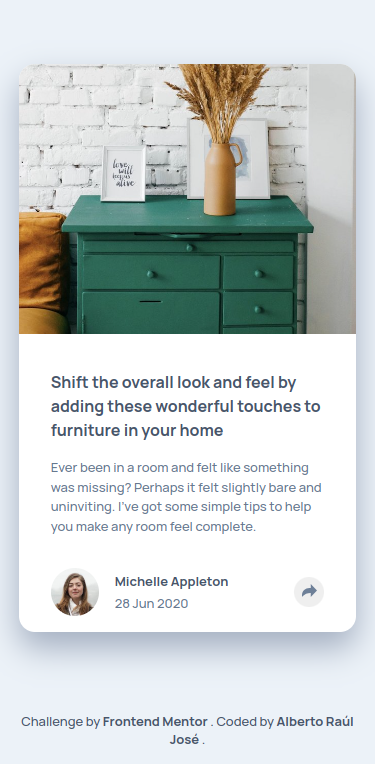 love
will
keep us
alive
Shift the overall look and feel by
adding these wonderful touches to
furniture in your home
Ever been in a room and felt like something
was missing? Perhaps it felt slightly bare and
uninviting. I’ve got some simple tips to help
you make any room feel complete.
Michelle Appleton
28 Jun 2020
Challenge by Frontend Mentor . Coded by Alberto Raúl
José .